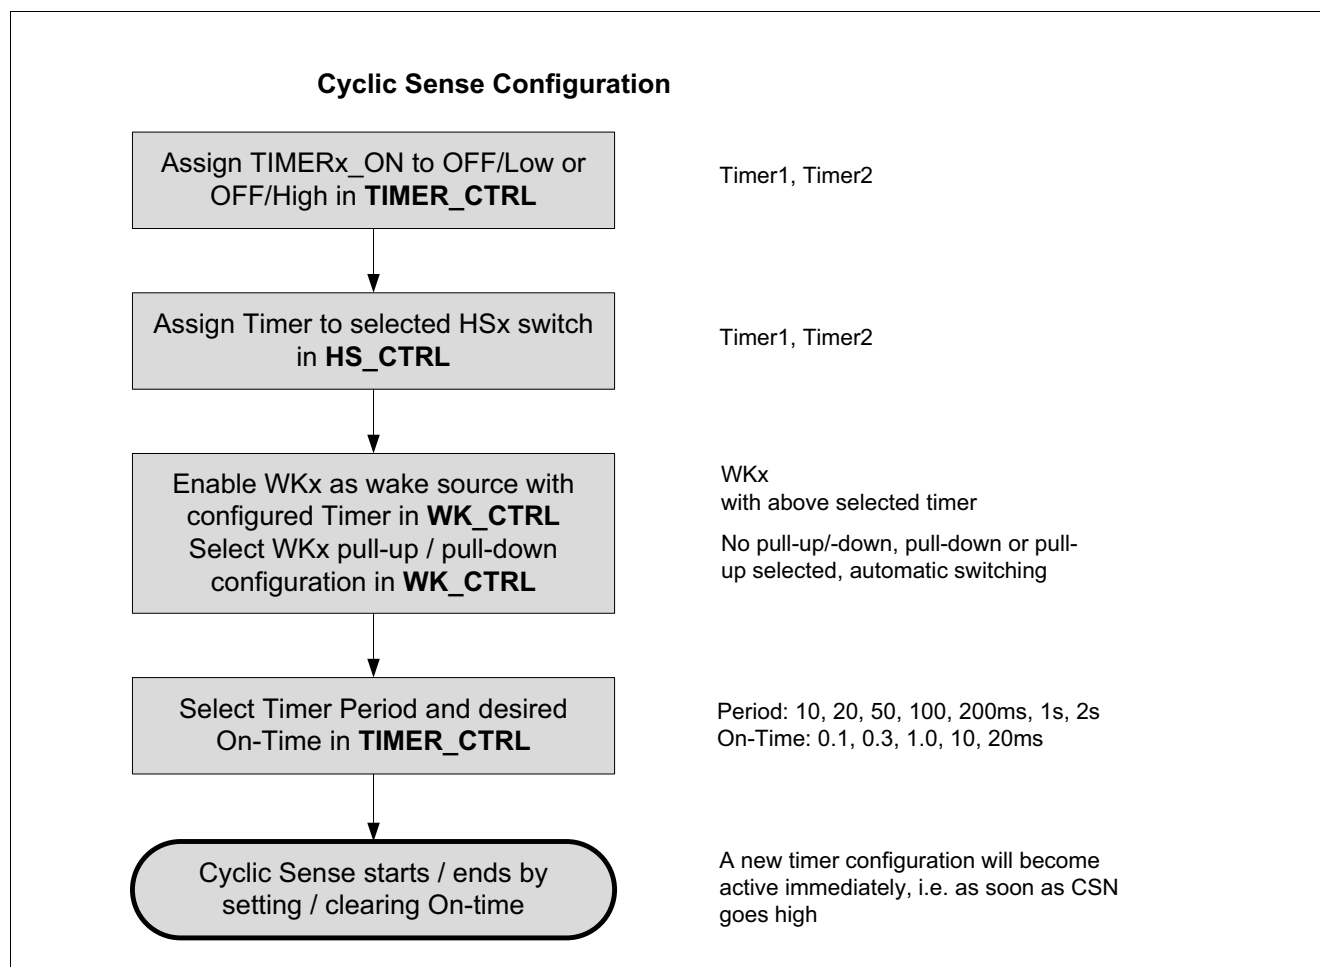 Cyclic Sense Configuration
Assign TIMERx_ON to OFF/Low or
OFF/High in TIMER_CTRL
Timer1, Timer2
Assign Timer to selected HSx switch
in HS_CTRL
Timer1, Timer2
Enable WKx as wake source with
configured Timer in WK_CTRL
Select WKx pull-up / pull-down
configuration in WK_CTRL
WKx
with above selected timer
No pull-up/-down, pull-down or pull-
up selected, automatic switching
Select Timer Period and desired
On-Time in TIMER_CTRL
Period: 10, 20, 50, 100, 200ms, 1s, 2s
On-Time: 0.1, 0.3, 1.0, 10, 20ms
Cyclic Sense starts / ends by
setting / clearing On-time
A new timer configuration will become
active immediately, i.e. as soon as CSN
goes high